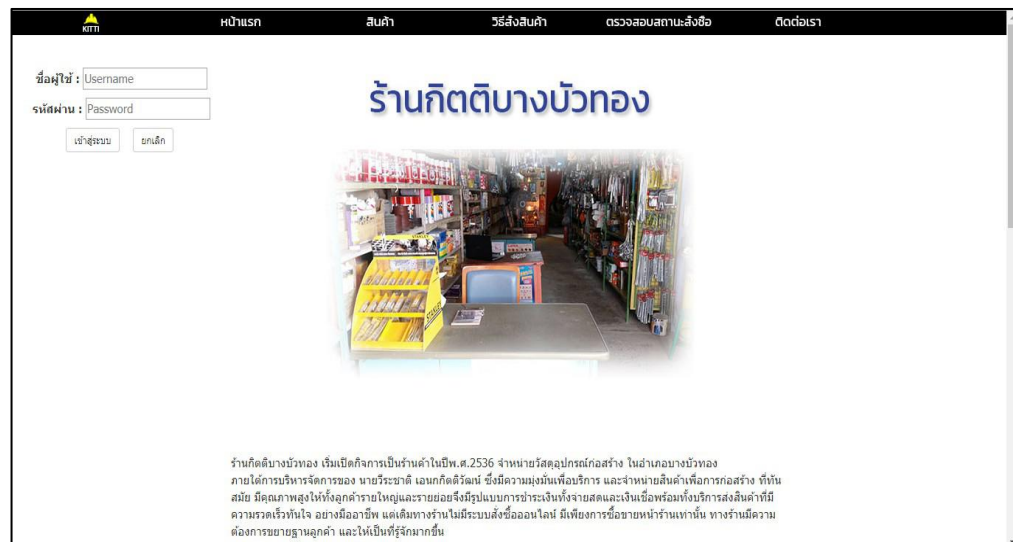 KITTI
หน้าแรก
สินค้า
วิธีสั่งสินค้า
ตรวจสอบสถานะสั่งซื้อ
ติดต่อเรา
ชื่อผู้ใช้ : Username
รหัสผ่าน : Password
เข้าสู่ระบบ ยกเลิก
ร้านกิตติบางบัวทอง
STANLEY
STANLEY
ร้านกิตติบางบัวทอง เริ่มเปิดกิจการเป็นร้านค้าในปีพ.ศ.2536 จำหน่ายวัสดุอุปกรณ์ก่อสร้าง ในอำเภอบางบัวทอง
ภายใต้การบริหารจัดการของ นายวีระชาติ เอนกกิตติวัฒน์ ซึ่งมีความมุ่งมั่นเพื่อบริการ และจำหน่ายสินค้าเพื่อการก่อสร้าง ที่ทัน
สมัย มีคุณภาพสูงให้ทั้งลูกค้ารายใหญ่และรายย่อยจึงมีรูปแบบการชำระเงินทั้งจ่ายสดและเงินเชื่อพร้อมทั้งบริการส่งสินค้าที่มี
ความรวดเร็วทันใจ อย่างมืออาชีพ แต่เดิมทางร้านไม่มีระบบสั่งซื้อออนไลน์ มีเพียงการซื้อขายหน้าร้านเท่านั้น ทางร้านมีความ
ต้องการขยายฐานลูกค้า และให้เป็นที่รู้จักมากขึ้น